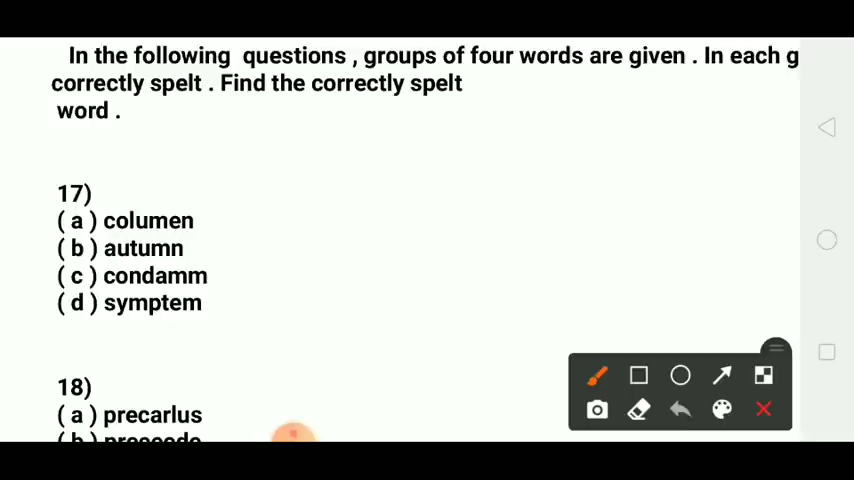 In the following questions , groups of four words are given . In each g
correctly spelt . Find the correctly spelt
word .
17)
( a ) columen
( b ) autumn
( c ) condamm
( d ) symptem
18)
( a ) precarlus